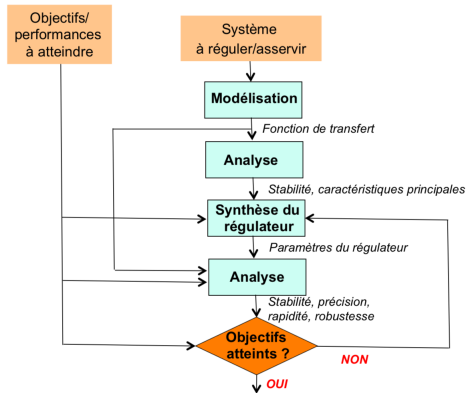 Objectifs/
performances
à atteindre
Système
à réguler/asservir
Modélisation
Fonction de transfert
Analyse
Stabilité, caractéristiques principales
Synthèse du
régulateur
Paramètres du régulateur
Analyse
Stabilité, précision,
rapidité, robustesse
Objectifs
atteints ?
NON
OUI